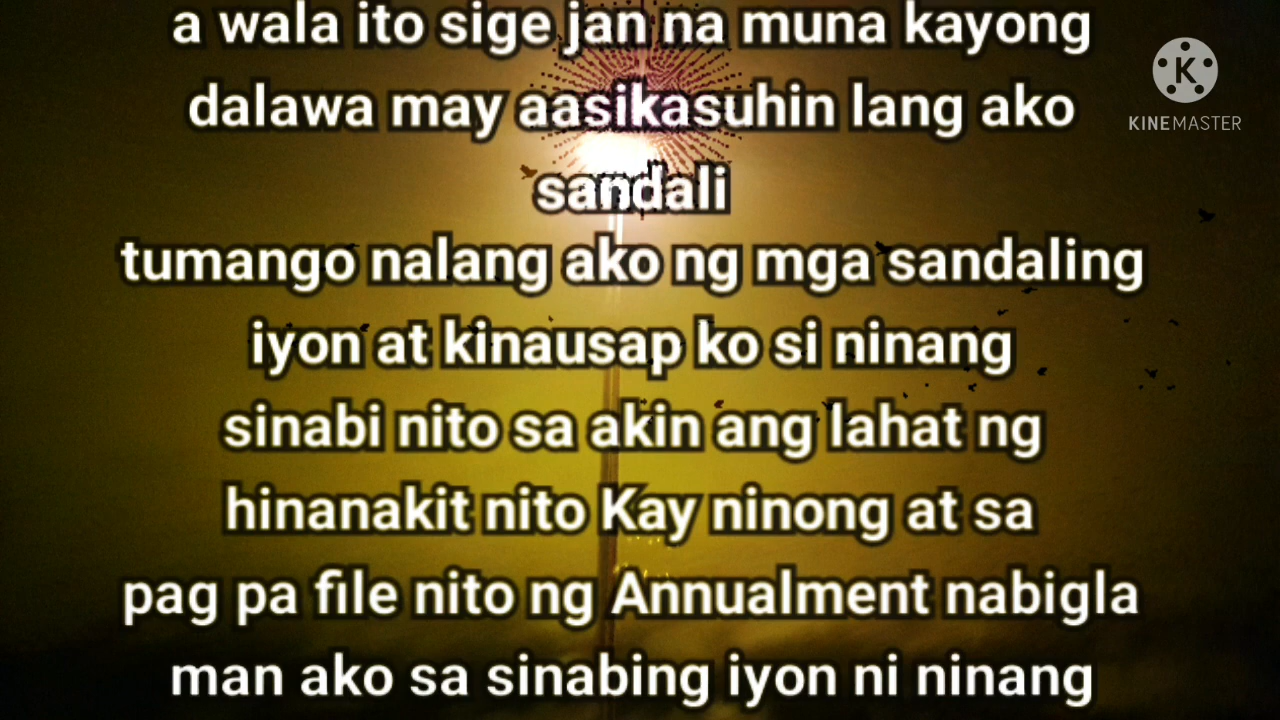 a wala ito sige jan na muna kayong
dalawa may aasikasuhin lang ako
sandali
tumango nalang ako ng mga sandaling
iyon at kinausap ko si ninang
sinabi nito sa akin ang lahat ng
hinanakit nito Kay ninong at sa
pag pa file nito ng Annualment nabigla
man ako sa sinabing iyon ni ninang
K
KINEMASTER